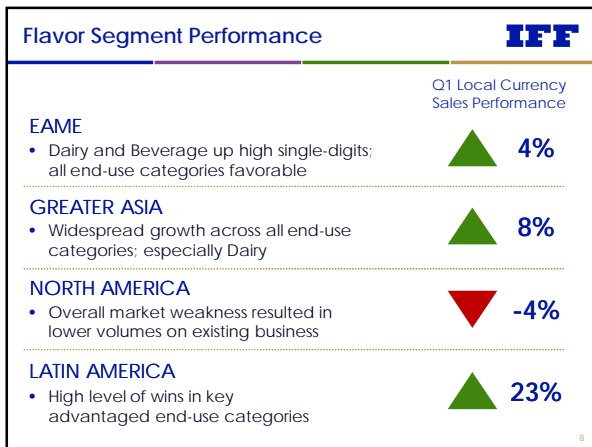 Flavor Segment Performance
IFF
Q1 Local Currency
Sales Performance
EAME
• Dairy and Beverage up high single-digits;
all end-use categories favorable
4%
GREATER ASIA
• Widespread growth across all end-use
categories; especially Dairy
8%
NORTH AMERICA
• Overall market weakness resulted in
lower volumes on existing business
-4%
LATIN AMERICA
• High level of wins in key
advantaged end-use categories
23%
8